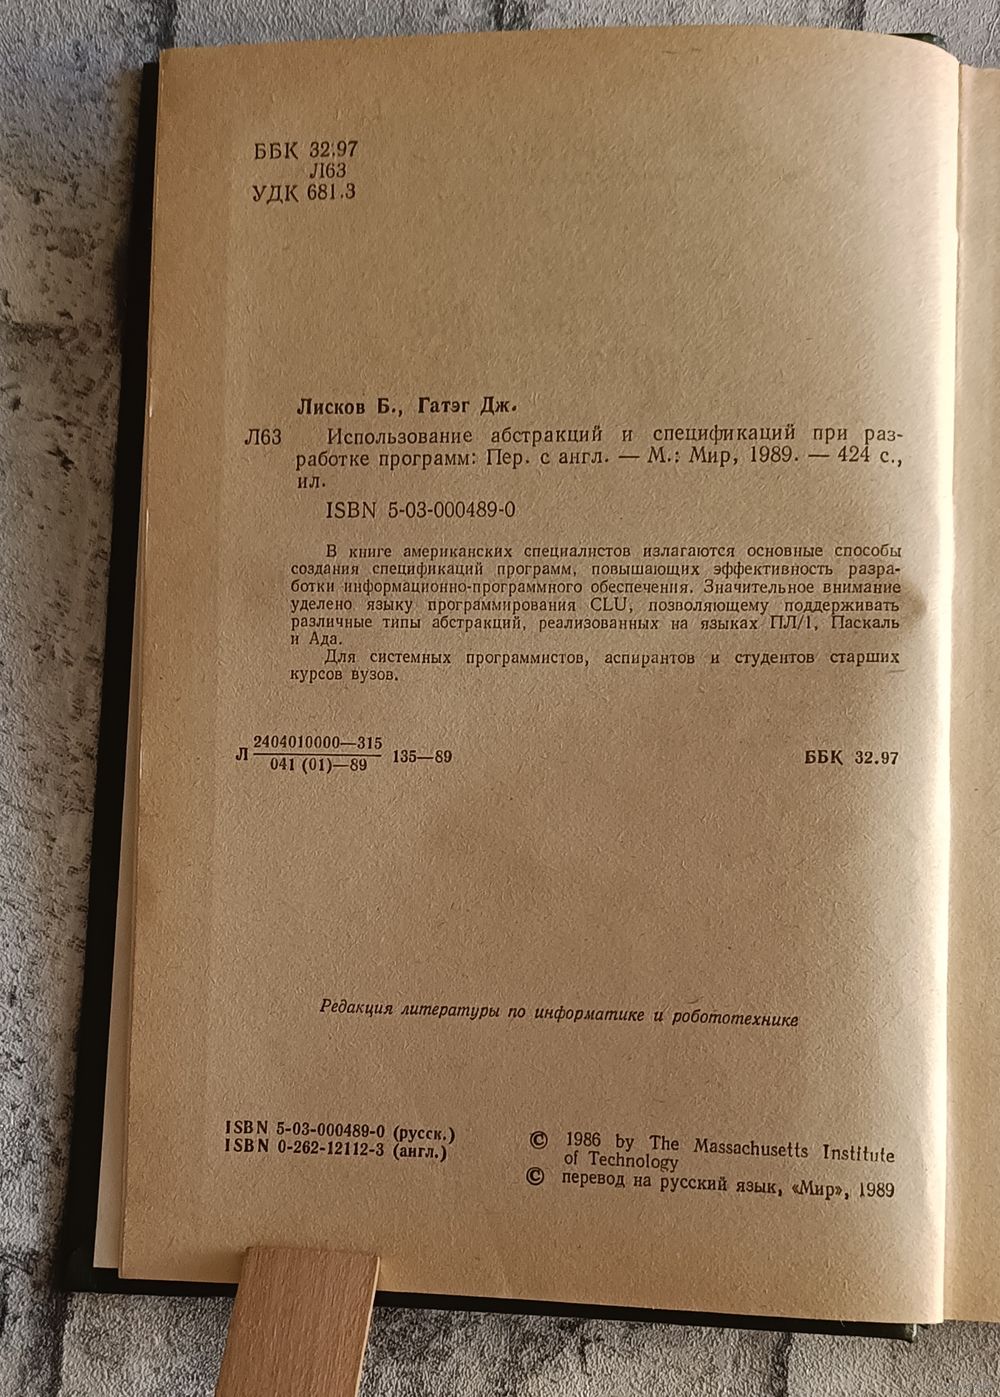 ББК 32.97
Л63
УДК 681.3
Лисков Б., Гатэг Дж.
Л63 Использование абстракций и спецификаций при раз-
работке программ: Пер. с англ. — М.: Мир, 1989. — 424 с.,
ил.
ISBN 5-03-000489-0
В книге американских специалистов излагаются основные способы
создания спецификаций программ, повышающих эффективность разра-
ботки информационно-программного обеспечения. Значительное внимание
уделено языку программирования CLU, позволяющему поддерживать
различные типы абстракций, реализованных на языках ПЛ/1, Паскаль
и Ада.
Для системных программистов, аспирантов и студентов старших
курсов вузов.
2404010000—315
Л 135—89
041 (01)—89
ББК 32.97
Редакция литературы по информатике и робототехнике
ISBN 5-03-000489-0 (русск.)
ISBN 0-262-12112-3 (англ.)
© 1986 by The Massachusetts Institute
of Technology
© перевод на русский язык, «Мир», 1989